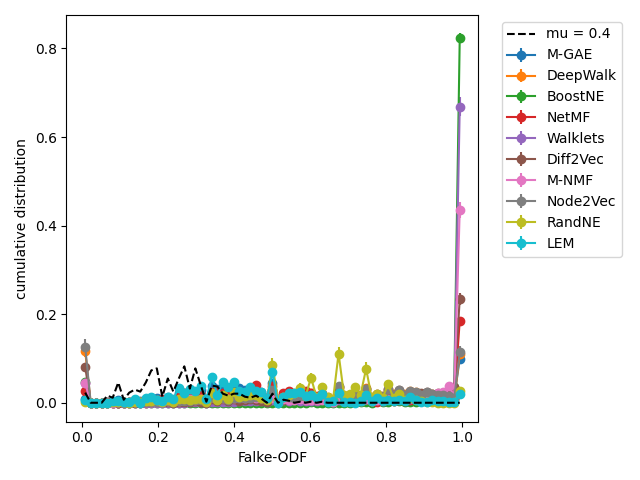 0.8
0.6
0.4
0.2
0.0
cumulative distribution
0.0 0.2 0.4 0.6 0.8 1.0
Falke-ODF
mu = 0.4
M-GAE
DeepWalk
BoostNE
NetMF
Walklets
Diff2Vec
M-NMF
Node2Vec
RandNE
LEM